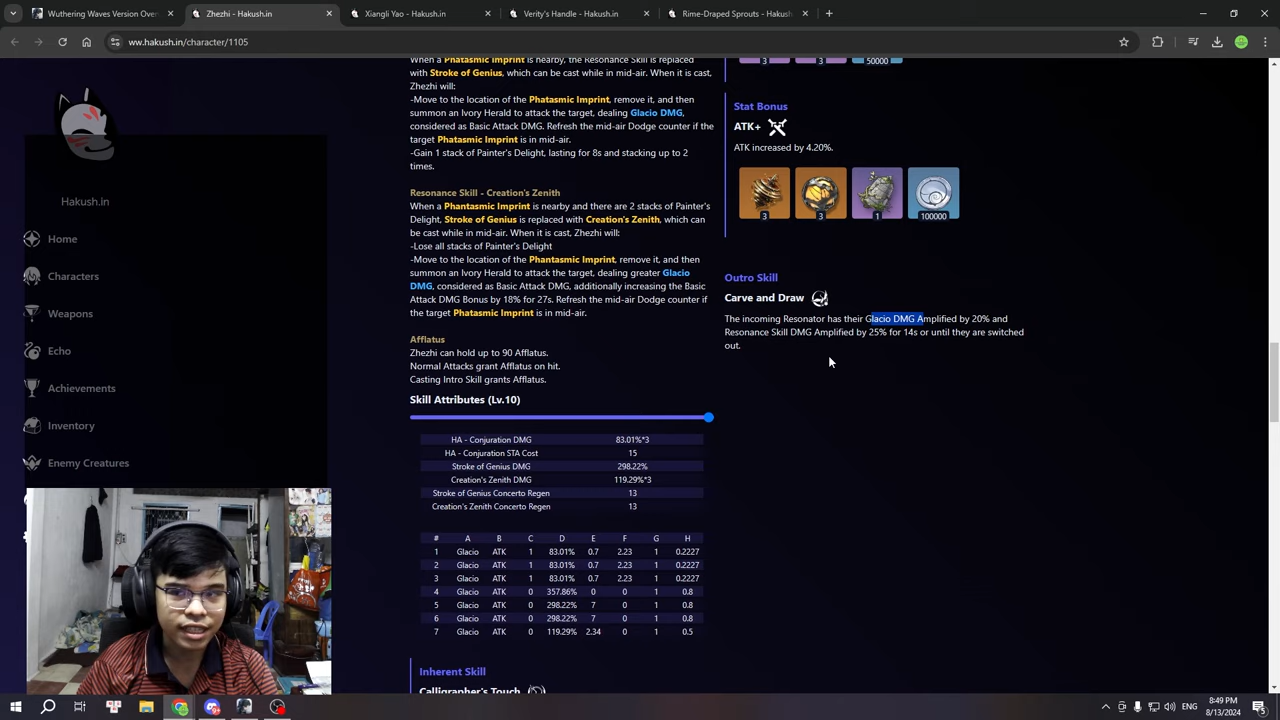 Wuthering Waves Version Over
Zhezhi - Hakush.in
Xiangli Yao - Hakush.in
Verity's Handle - Hakush.in
Rime-Draped Sprouts - Hakush
ww.hakush.in/character/1105
Hakush.in
Home
Characters
Weapons
Echo
Achievements
Inventory
Enemy Creatures
When a Phatasmic Imprint is nearby, the Resonance Skill is replaced
with Stroke of Genius, which can be cast while in mid-air. When it is cast,
Zhezhi will:
-Move to the location of the Phatasmic Imprint, remove it, and then
summon an Ivory Herald to attack the target, dealing Glacio DMG,
considered as Basic Attack DMG. Refresh the mid-air Dodge counter if the
target Phatasmic Imprint is in mid-air.
-Gain 1 stack of Painter's Delight, lasting for 8s and stacking up to 2
times.
Resonance Skill - Creation's Zenith
When a Phantasmic Imprint is nearby and there are 2 stacks of Painter's
Delight, Stroke of Genius is replaced with Creation's Zenith, which can
be cast while in mid-air. When it is cast, Zhezhi will:
-Lose all stacks of Painter's Delight
-Move to the location of the Phantasmic Imprint, remove it, and then
summon an Ivory Herald to attack the target, dealing greater Glacio
DMG, considered as Basic Attack DMG, additionally increasing the Basic
Attack DMG Bonus by 18% for 27s. Refresh the mid-air Dodge counter if
the target Phatasmic Imprint is in mid-air.
Afflatus
Zhezhi can hold up to 90 Afflatus.
Normal Attacks grant Afflatus on hit.
Casting Intro Skill grants Afflatus.
Skill Attributes (Lv.10)
HA - Conjuration DMG 83.01%*3
HA - Conjuration STA Cost 15
Stroke of Genius DMG 298.22%
Creation's Zenith DMG 119.29%*3
Stroke of Genius Concerto Regen 13
Creation's Zenith Concerto Regen 13
# A B C D E F G H
1 Glacio ATK 1 83.01% 0.7 2.23 1 0.2227
2 Glacio ATK 1 83.01% 0.7 2.23 1 0.2227
3 Glacio ATK 1 83.01% 0.7 2.23 1 0.2227
4 Glacio ATK 0 357.86% 0 0 1 0.8
5 Glacio ATK 0 298.22% 7 0 1 0.8
6 Glacio ATK 0 298.22% 7 0 1 0.8
7 Glacio ATK 0 119.29% 2.34 0 1 0.5
Inherent Skill
Calligrapher's Touch
3 3 50000
Stat Bonus
ATK+
ATK increased by 4.20%.
3 3 1 100000
Outro Skill
Carve and Draw
The incoming Resonator has their Glacio DMG Amplified by 20% and
Resonance Skill DMG Amplified by 25% for 14s or until they are switched
out.
ENG
8:49 PM
8/13/2024